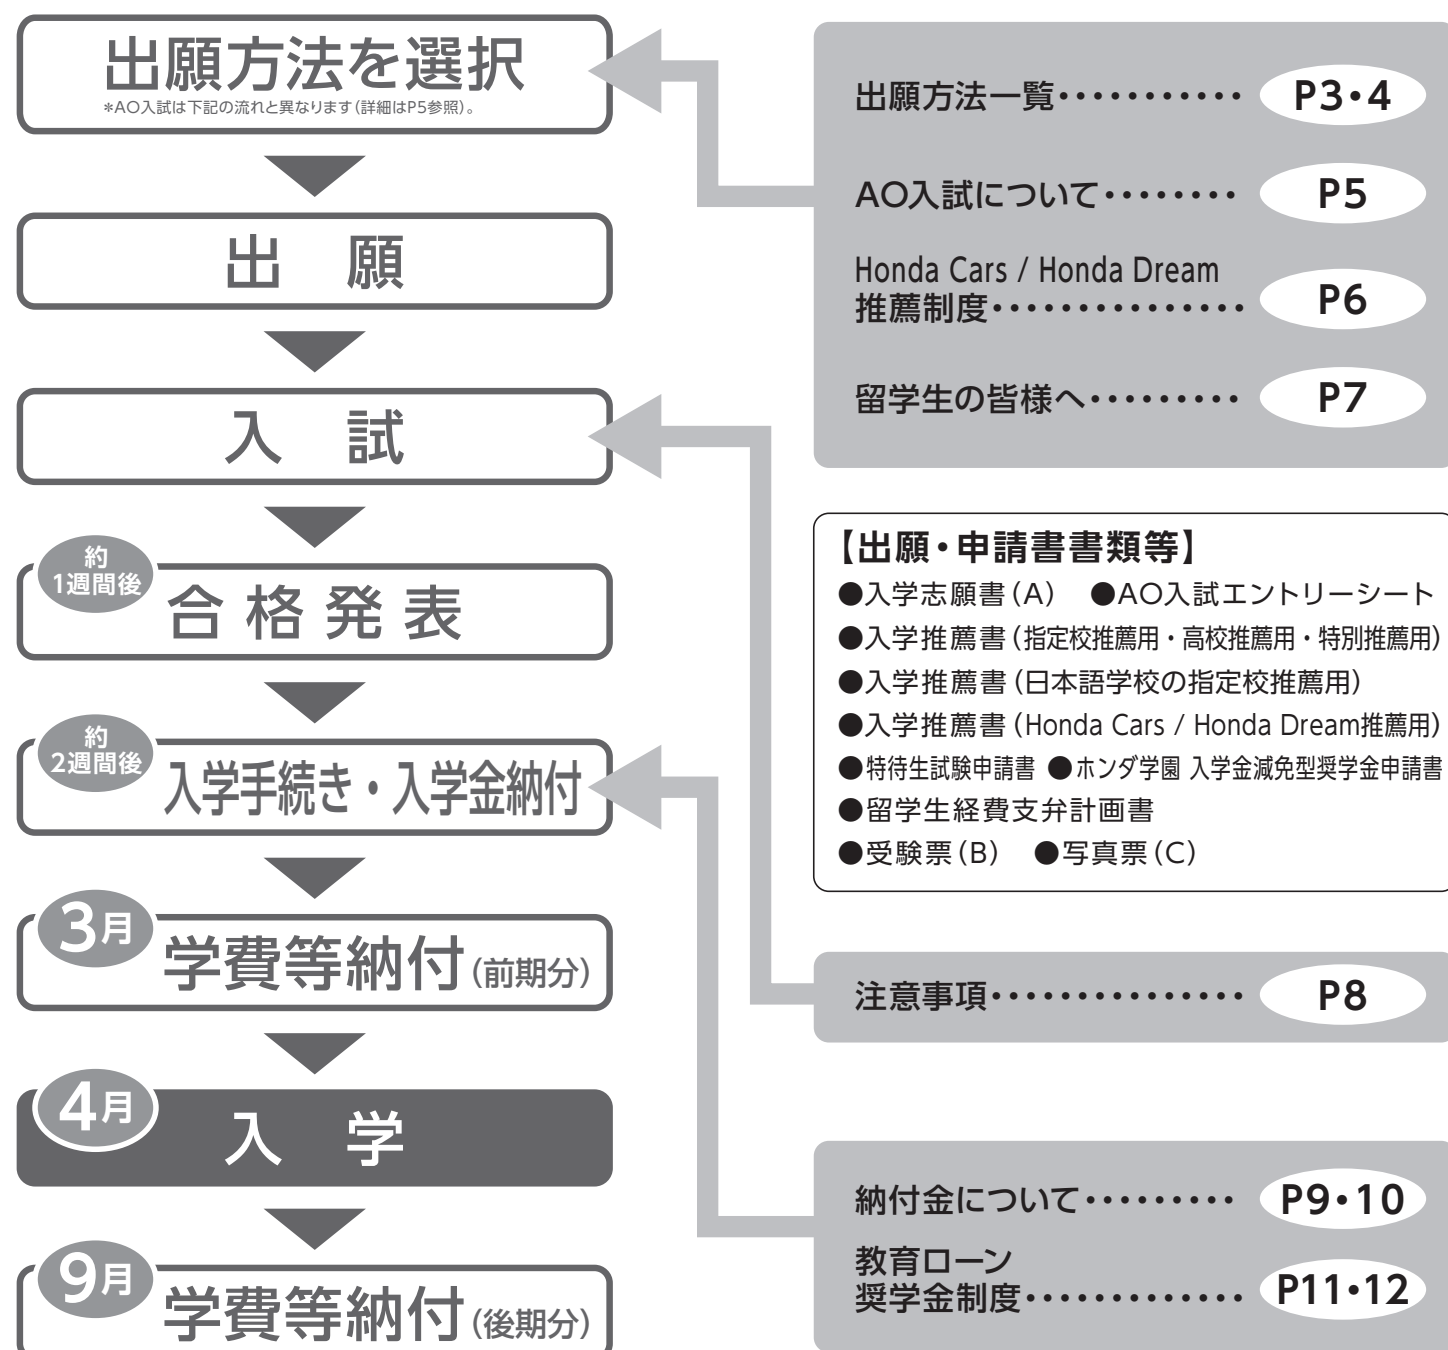 出願方法を選択
*AO入試は下記の流れと異なります(詳細はP5参照)。
出　願
入　試
約
1週間後
合格発表
約
2週間後
入学手続き・入学金納付
3月
学費等納付(前期分)
4月
入　学
9月
学費等納付(後期分)
出願方法一覧・・・・・・・・・・・ P3・4
AO入試について・・・・・・・・ P5
Honda Cars / Honda Dream
推薦制度・・・・・・・・・・・・・・・ P6
留学生の皆様へ・・・・・・・・・ P7
【出願・申請書書類等】
●入学志願書(A)　●AO入試エントリーシート
●入学推薦書(指定校推薦用・高校推薦用・特別推薦用)
●入学推薦書(日本語学校の指定校推薦用)
●入学推薦書(Honda Cars / Honda Dream推薦用)
●特待生試験申請書 ●ホンダ学園 入学金減免型奨学金申請書
●留学生経費支弁計画書
●受験票(B)　●写真票(C)
注意事項・・・・・・・・・・・・・・・ P8
納付金について・・・・・・・・・ P9・10
教育ローン
奨学金制度・・・・・・・・・・・・・ P11・12